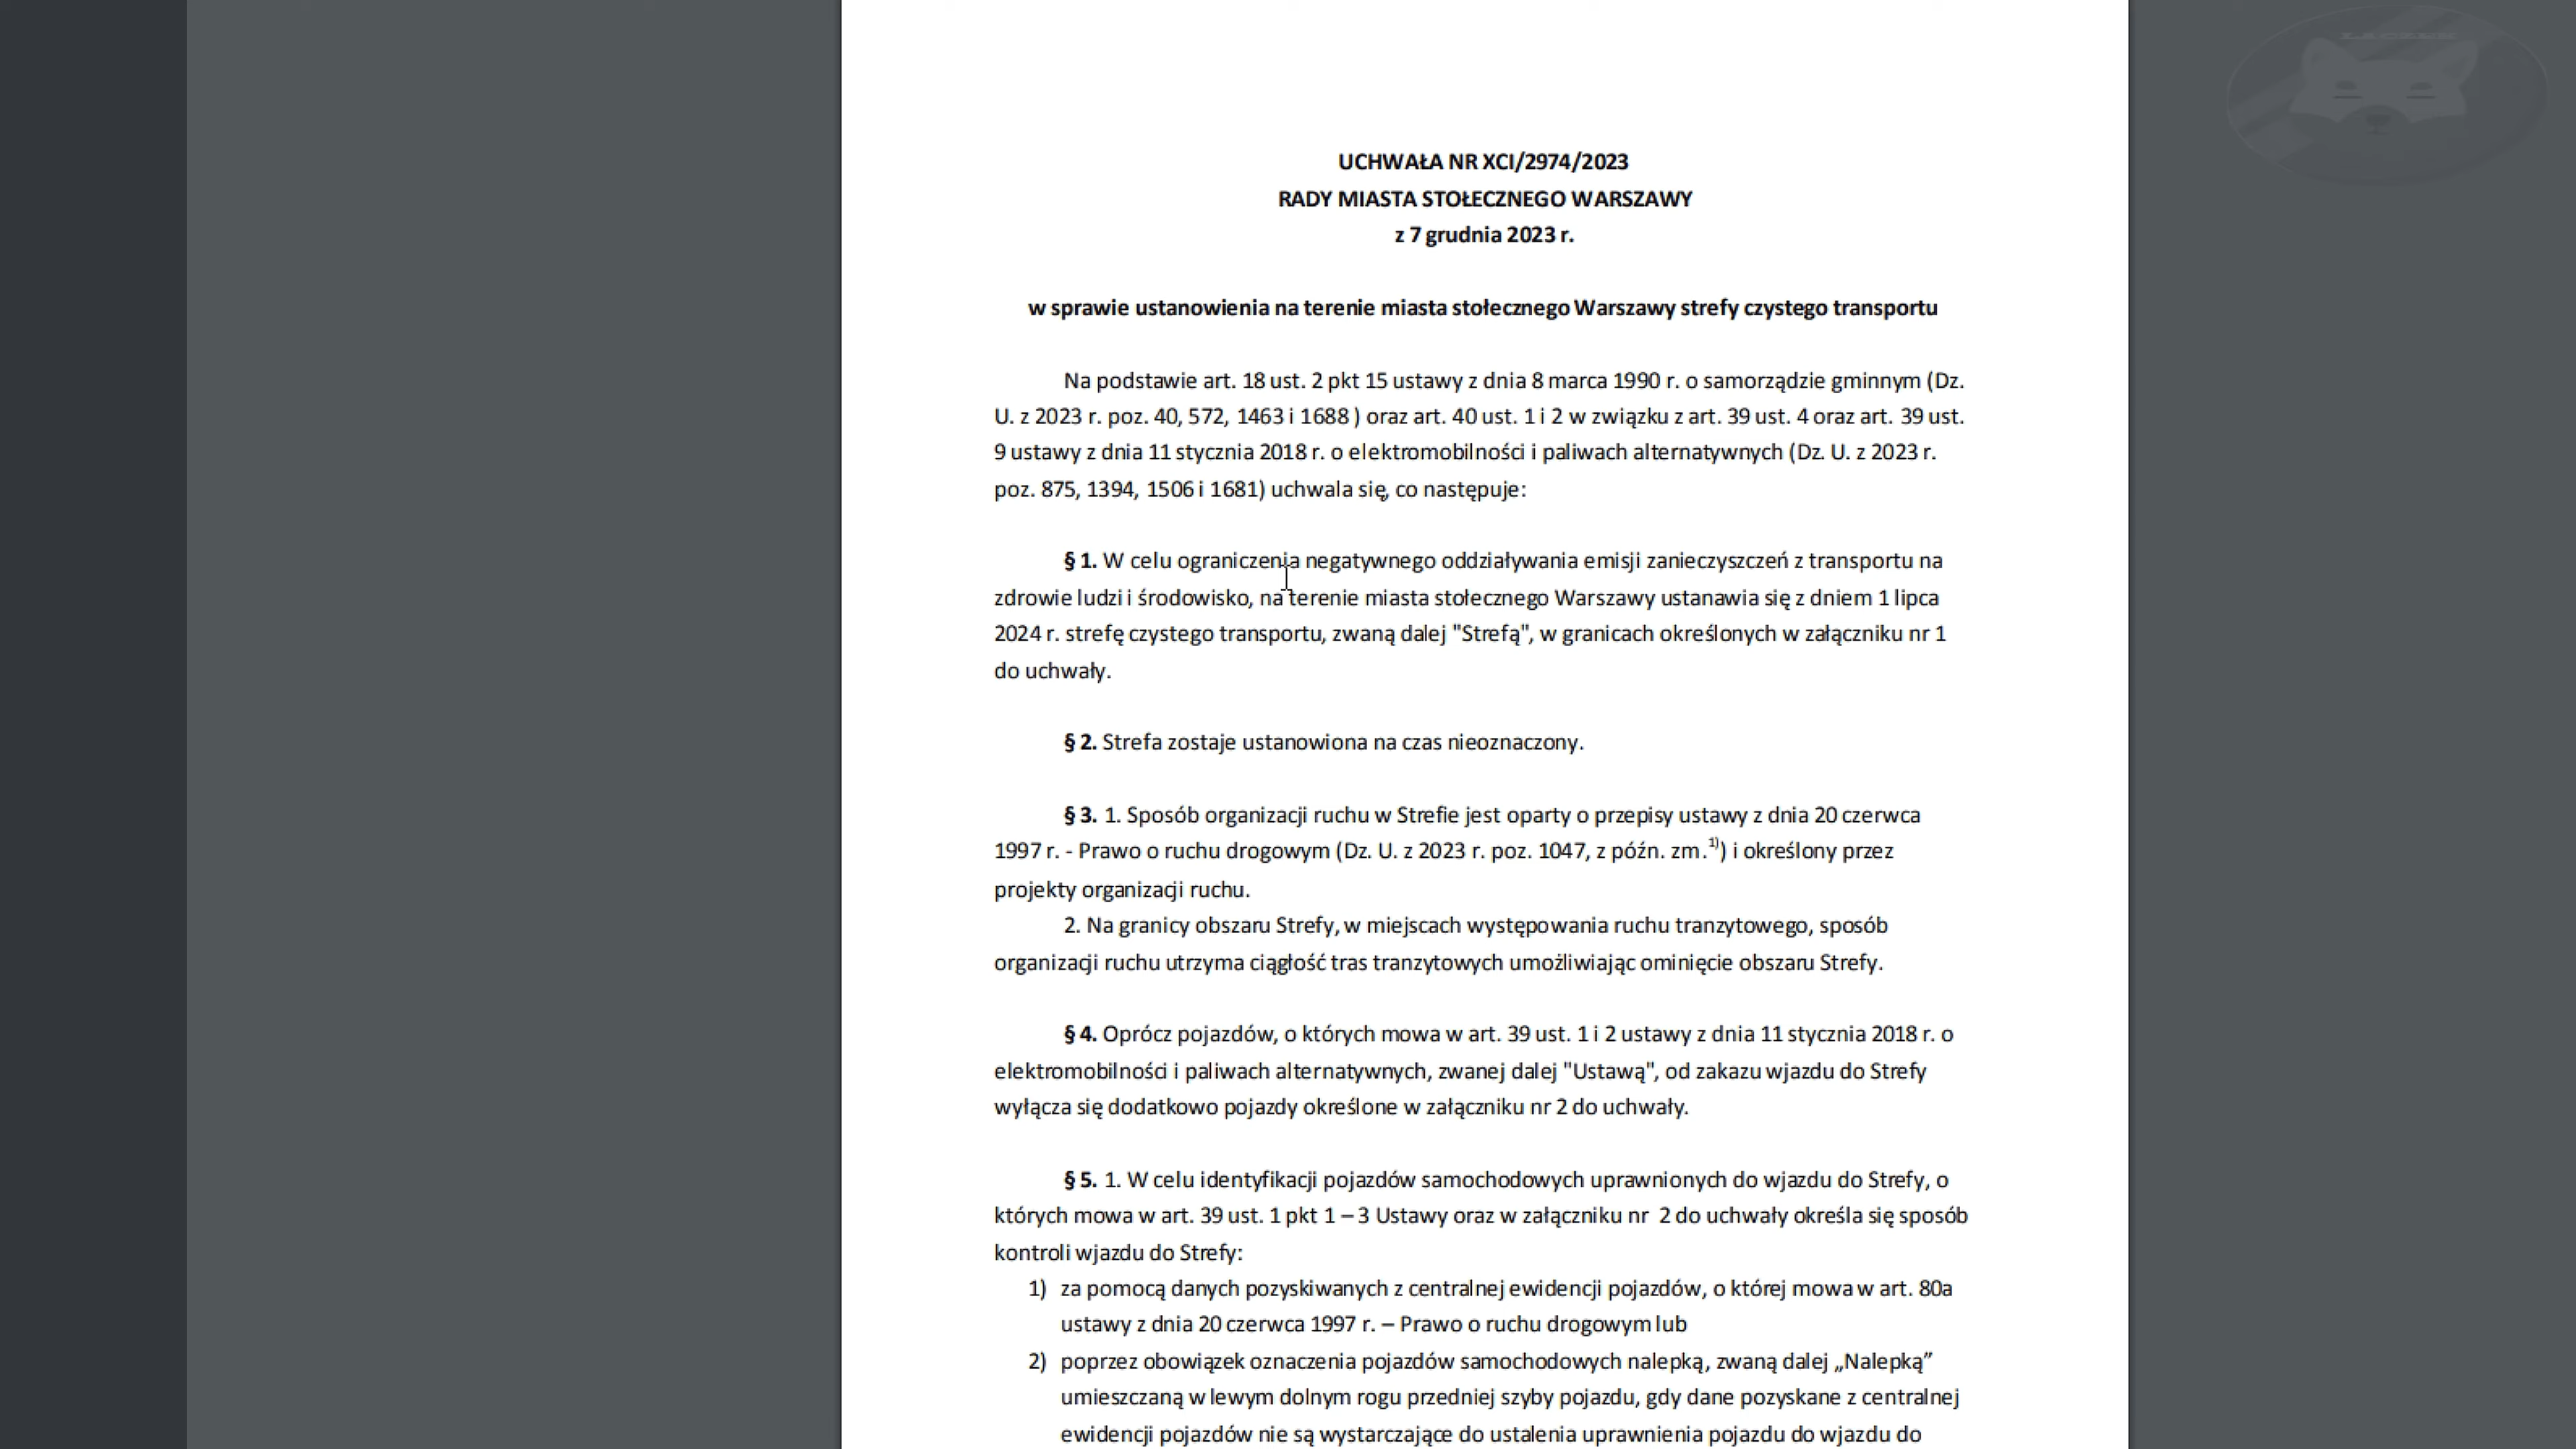 UCHWAŁA NR XCI/2974/2023
RADY MIASTA STOŁECZNEGO WARSZAWY
z 7 grudnia 2023 r.
w sprawie ustanowienia na terenie miasta stołecznego Warszawy strefy czystego transportu
Na podstawie art. 18 ust. 2 pkt 15 ustawy z dnia 8 marca 1990 r. o samorządzie gminnym (Dz.
U. z 2023 r. poz. 40, 572, 1463 i 1688 ) oraz art. 40 ust. 1 i 2 w związku z art. 39 ust. 4 oraz art. 39 ust.
9 ustawy z dnia 11 stycznia 2018 r. o elektromobilności i paliwach alternatywnych (Dz. U. z 2023 r.
poz. 875, 1394, 1506 i 1681) uchwala się, co następuje:
§ 1. W celu ograniczenia negatywnego oddziaływania emisji zanieczyszczeń z transportu na
zdrowie ludzi i środowisko, na terenie miasta stołecznego Warszawy ustanawia się z dniem 1 lipca
2024 r. strefę czystego transportu, zwaną dalej "Strefą", w granicach określonych w załączniku nr 1
do uchwały.
§ 2. Strefa zostaje ustanowiona na czas nieoznaczony.
§ 3. 1. Sposób organizacji ruchu w Strefie jest oparty o przepisy ustawy z dnia 20 czerwca
1997 r. - Prawo o ruchu drogowym (Dz. U. z 2023 r. poz. 1047, z późn. zm.1)) i określony przez
projekty organizacji ruchu.
2. Na granicy obszaru Strefy, w miejscach występowania ruchu tranzytowego, sposób
organizacji ruchu utrzyma ciągłość tras tranzytowych umożliwiając ominięcie obszaru Strefy.
§ 4. Oprócz pojazdów, o których mowa w art. 39 ust. 1 i 2 ustawy z dnia 11 stycznia 2018 r. o
elektromobilności i paliwach alternatywnych, zwanej dalej "Ustawą", od zakazu wjazdu do Strefy
wyłącza się dodatkowo pojazdy określone w załączniku nr 2 do uchwały.
§ 5. 1. W celu identyfikacji pojazdów samochodowych uprawnionych do wjazdu do Strefy, o
których mowa w art. 39 ust. 1 pkt 1 – 3 Ustawy oraz w załączniku nr 2 do uchwały określa się sposób
kontroli wjazdu do Strefy:
1) za pomocą danych pozyskiwanych z centralnej ewidencji pojazdów, o której mowa w art. 80a
ustawy z dnia 20 czerwca 1997 r. – Prawo o ruchu drogowym lub
2) poprzez obowiązek oznaczenia pojazdów samochodowych nalepką, zwaną dalej „Nalepką”
umieszczaną w lewym dolnym rogu przedniej szyby pojazdu, gdy dane pozyskane z centralnej
ewidencji pojazdów nie są wystarczające do ustalenia uprawnienia pojazdu do wjazdu do